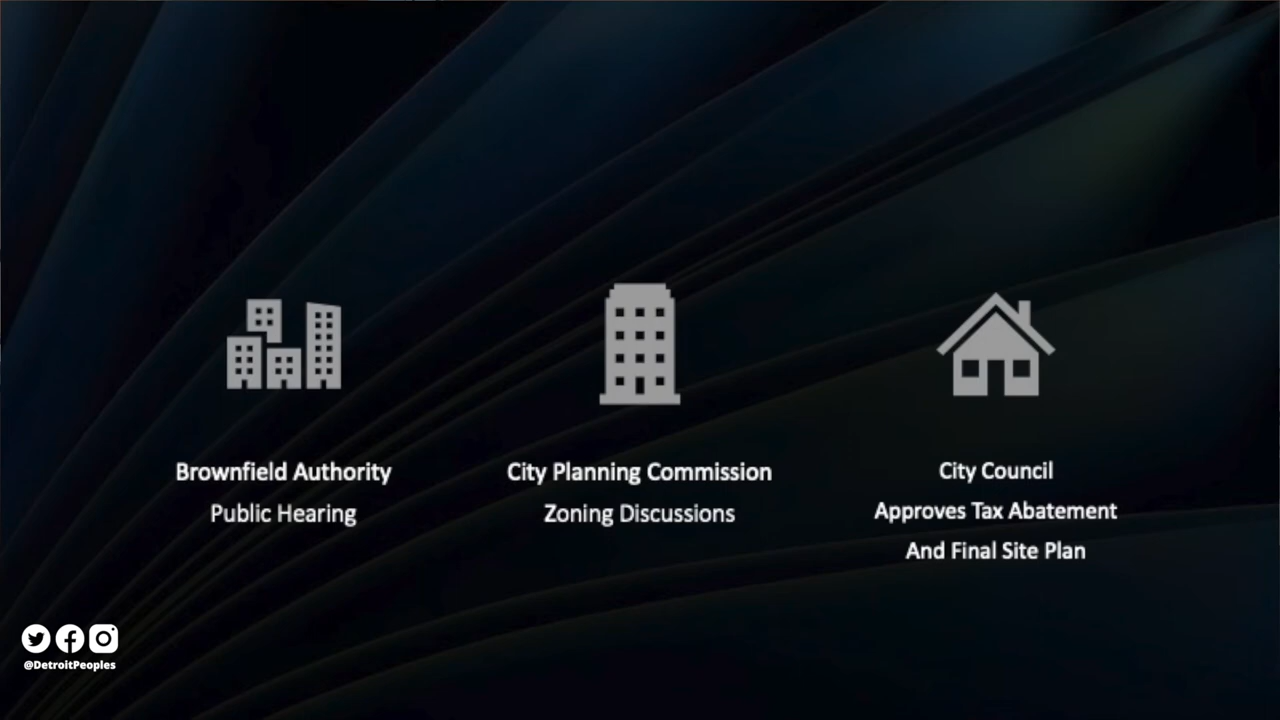 Brownfield Authority
Public Hearing
City Planning Commission
Zoning Discussions
City Council
Approves Tax Abatement
And Final Site Plan
@DetroitPeoples